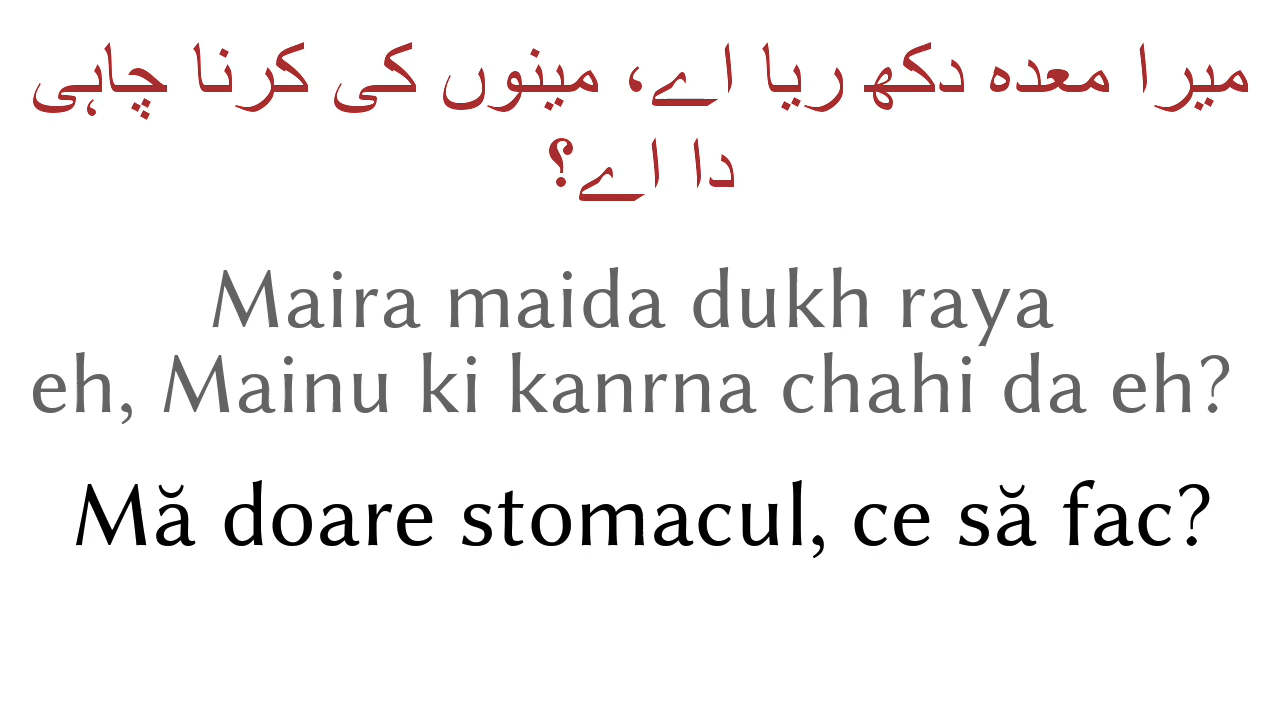 میرا معدہ دکھ ریا اے، مینوں کی کرنا چاہی
دا اے؟
Maira maida dukh raya
eh, Mainu ki kanrna chahi da eh?
Mă doare stomacul, ce să fac?